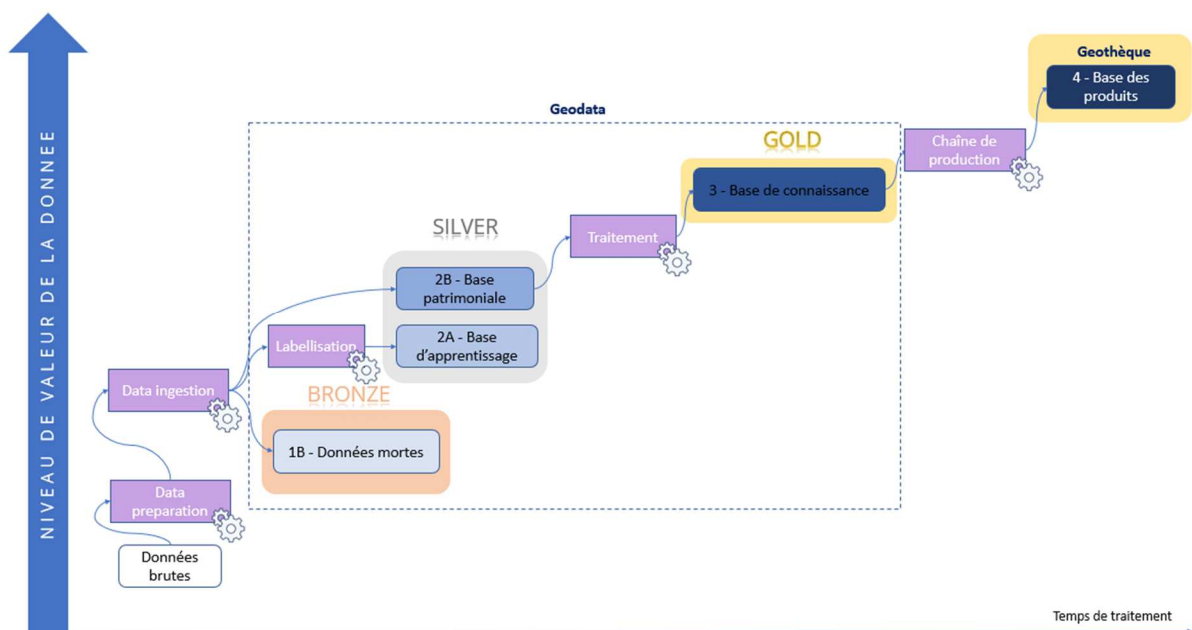 NIVEAU DE VALEUR DE LA DONNEE
Geothèque
4 - Base des
produits
Geodata
GOLD
Chaîne de
production
3 - Base de connaissance
SILVER
Traitement
2B - Base
patrimoniale
Labellisation
2A - Base
d'apprentissage
Data ingestion
BRONZE
1B - Données mortes
Data
preparation
Données
brutes
Temps de traitement